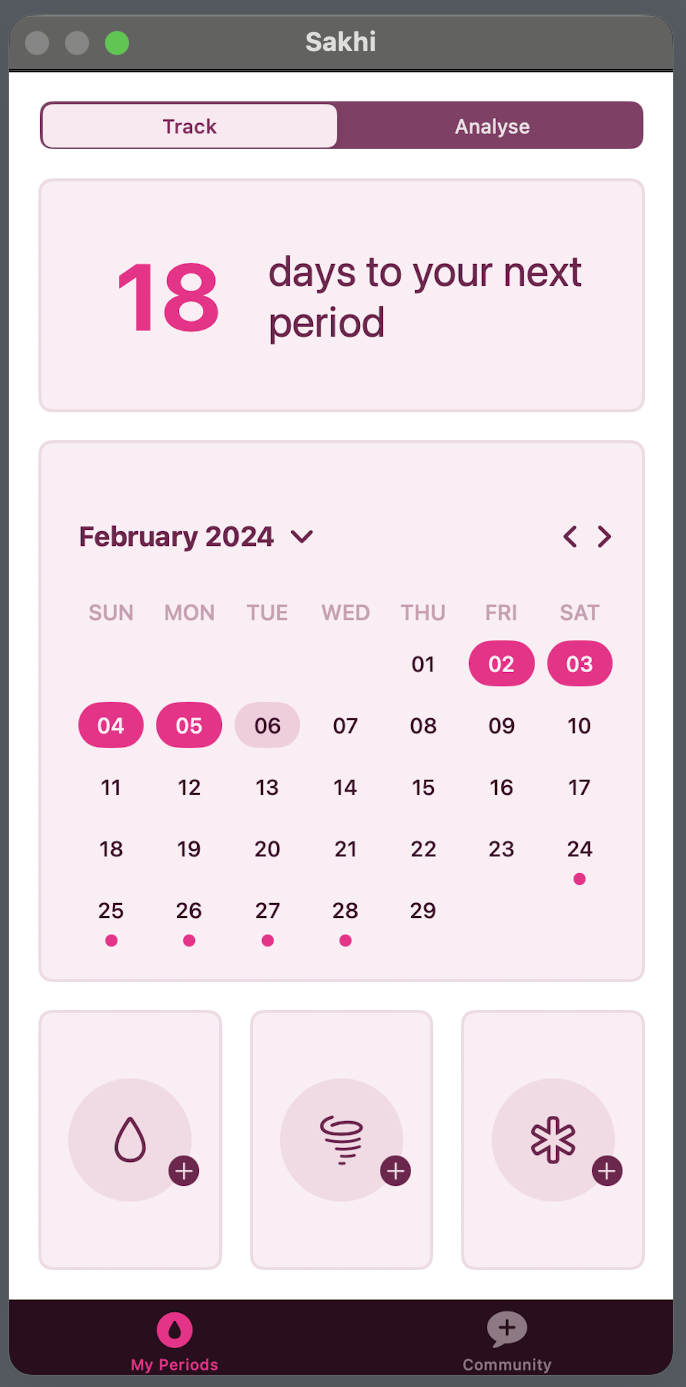 Sakhi
Track Analyse
18
days to your next
period
February 2024
SUN MON TUE WED THU FRI SAT
01 02 03
04 05 06 07 08 09 10
11 12 13 14 15 16 17
18 19 20 21 22 23 24
25 26 27 28 29
My Periods Community